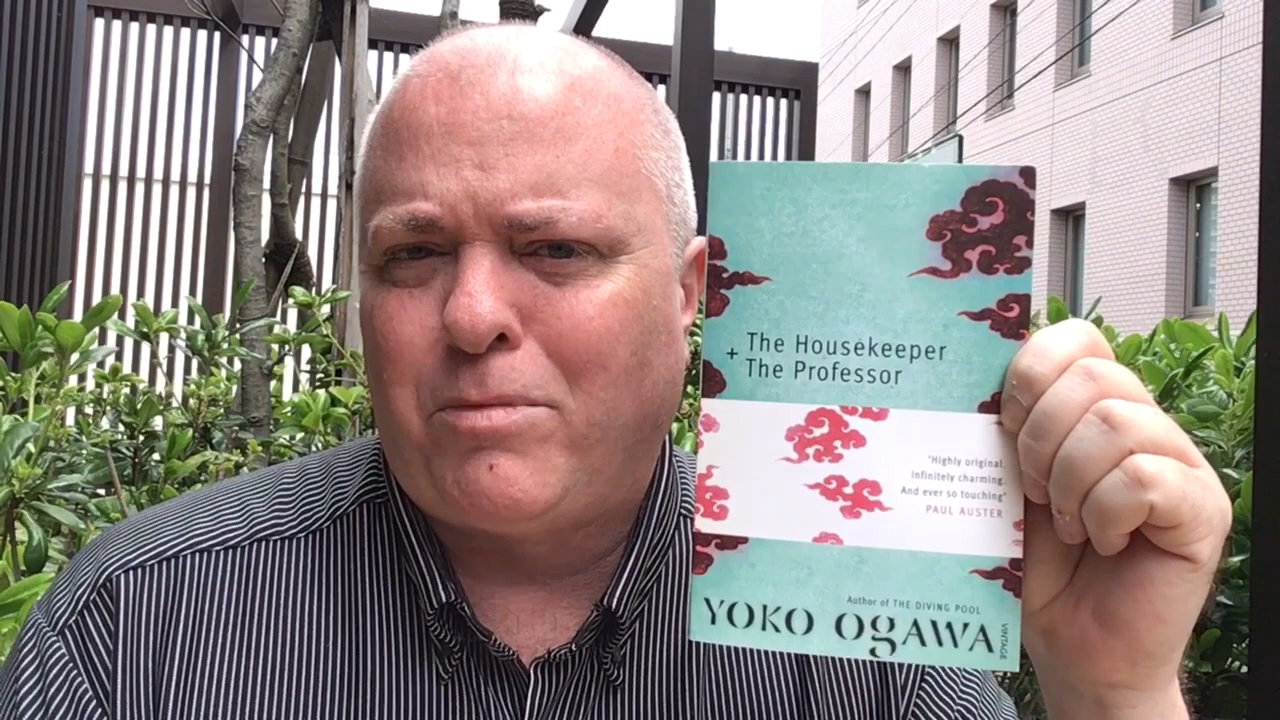 The Housekeeper
+ The Professor
'Highly original.
Infinitely charming.
And ever so touching'
PAUL AUSTER
Author of THE DIVING POOL
YOKO OGAWA
VINTAGE